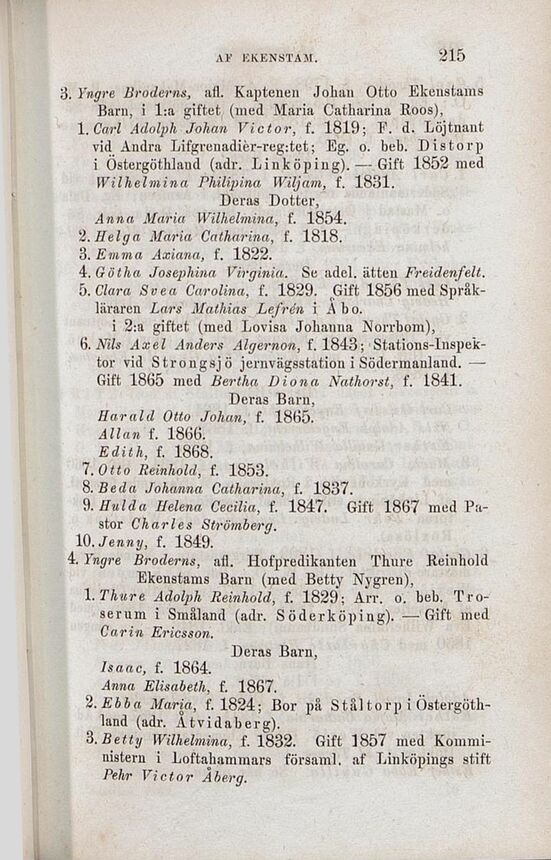 AF EKENSTAM. 215
3. Yngre Broderns, afl. Kaptenen Johan Otto Ekenstams
Barn, i 1:a giftet (med Maria Catharina Roos),
1. Carl Adolph Johan Victor, f. 1819; F. d. Löjtnant
vid Andra Lifgrenadiér-reg:tet; Eg. o. beb. Distorp
i Östergöthland (adr. Linköping). — Gift 1852 med
Wilhelmina Philipina Wiljam, f. 1831.
Deras Dotter,
Anna Maria Wilhelmina, f. 1854.
2. Helga Maria Catharina, f. 1818.
3. Emma Axiana, f. 1822.
4. Götha Josephina Virginia. Se adel. ätten Freidenfelt.
5. Clara Svea Carolina, f. 1829. Gift 1856 med Språk-
läraren Lars Mathias Lefrén i Åbo.
i 2:a giftet (med Lovisa Johanna Norrbom),
6. Nils Axel Anders Algernon, f. 1843; Stations-Inspek-
tor vid Strongsjö jernvägsstation i Södermanland. —
Gift 1865 med Bertha Diona Nathorst, f. 1841.
Deras Barn,
Harald Otto Johan, f. 1865.
Allan f. 1866.
Edith, f. 1868.
7. Otto Reinhold, f. 1853.
8. Beda Johanna Catharina, f. 1837.
9. Hulda Helena Cecilia, f. 1847. Gift 1867 med Pa-
stor Charles Strömberg.
10. Jenny, f. 1849.
4. Yngre Broderns, afl. Hofpredikanten Thure Reinhold
Ekenstams Barn (med Betty Nygren),
1. Thure Adolph Reinhold, f. 1829; Arr. o. beb. Tro-
serum i Småland (adr. Söderköping). — Gift med
Carin Ericsson.
Deras Barn,
Isaac, f. 1864.
Anna Elisabeth, f. 1867.
2. Ebba Maria, f. 1824; Bor på Ståltorp i Östergöth-
land (adr. Åtvidaberg).
3. Betty Wilhelmina, f. 1832. Gift 1857 med Kommi-
nistern i Loftahammars församl. af Linköpings stift
Pehr Victor Åberg.